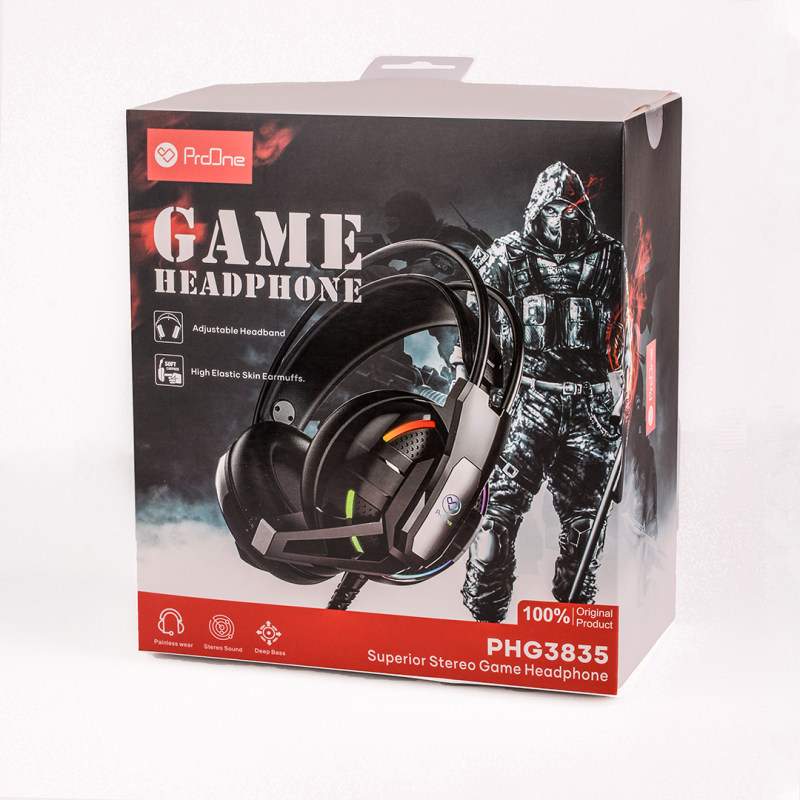 ProOne
GAME
HEADPHONE
Adjustable Headband
SOFT
High Elastic Skin Earmuffs.
ProOne
100% Original
Product
Painless wear
Stereo Sound
Deep Bass
PHG3835
Superior Stereo Game Headphone